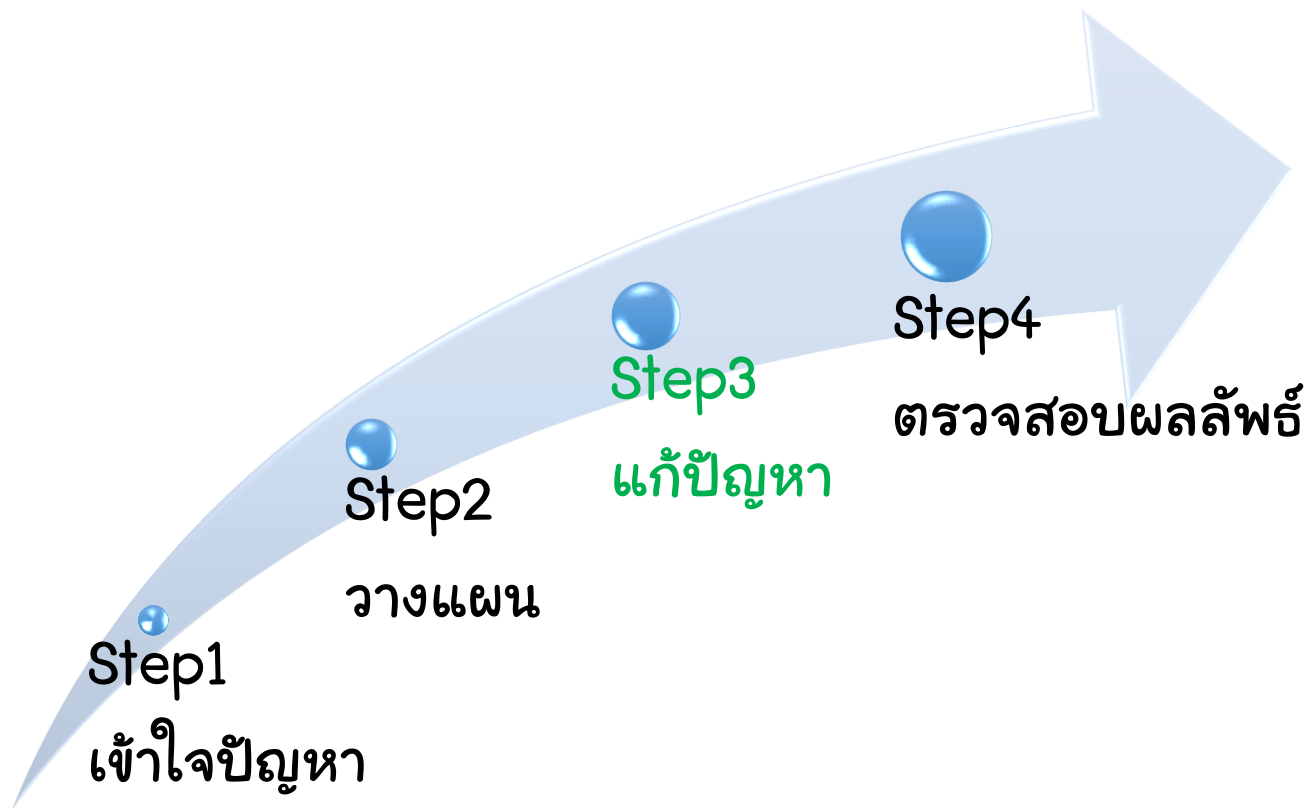 Step1
เข้าใจปัญหา
Step2
วางแผน
Step3
แก้ปัญหา
Step4
ตรวจสอบผลลัพธ์